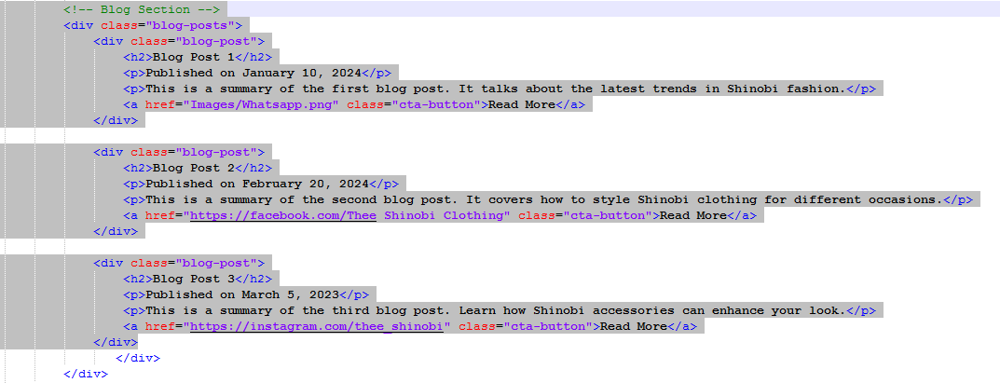 <!-- Blog Section -->
<div class="blog-posts">
<div class="blog-post">
<h2>Blog Post 1</h2>
<p>Published on January 10, 2024</p>
<p>This is a summary of the first blog post. It talks about the latest trends in Shinobi fashion.</p>
<a href="Images/Whatsapp.png" class="cta-button">Read More</a>
</div>
<div class="blog-post">
<h2>Blog Post 2</h2>
<p>Published on February 20, 2024</p>
<p>This is a summary of the second blog post. It covers how to style Shinobi clothing for different occasions.</p>
<a href="https://facebook.com/Thee Shinobi Clothing" class="cta-button">Read More</a>
</div>
<div class="blog-post">
<h2>Blog Post 3</h2>
<p>Published on March 5, 2023</p>
<p>This is a summary of the third blog post. Learn how Shinobi accessories can enhance your look.</p>
<a href="https://instagram.com/thee_shinobi" class="cta-button">Read More</a>
</div>
</div>
</div>